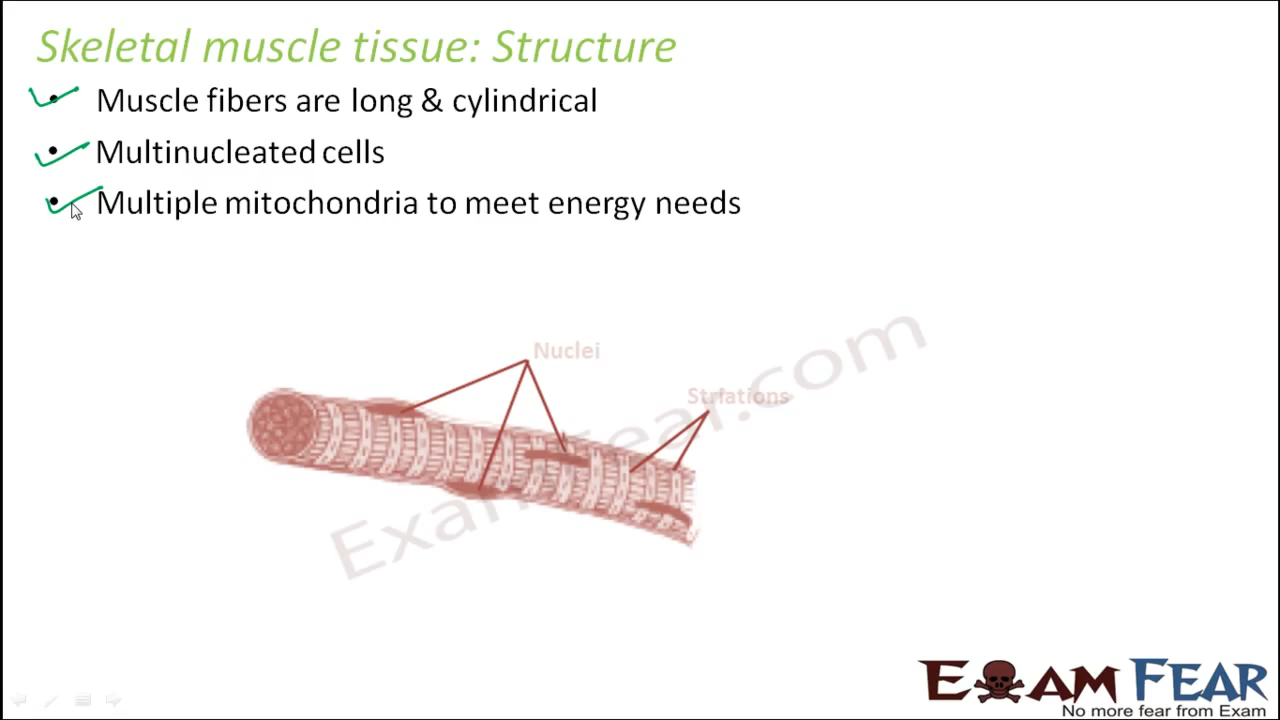 Skeletal muscle tissue: Structure
• Muscle fibers are long & cylindrical
• Multinucleated cells
• Multiple mitochondria to meet energy needs
Nuclei
Striations
ExamFear.com
EXAM FEAR
No more fear from Exam